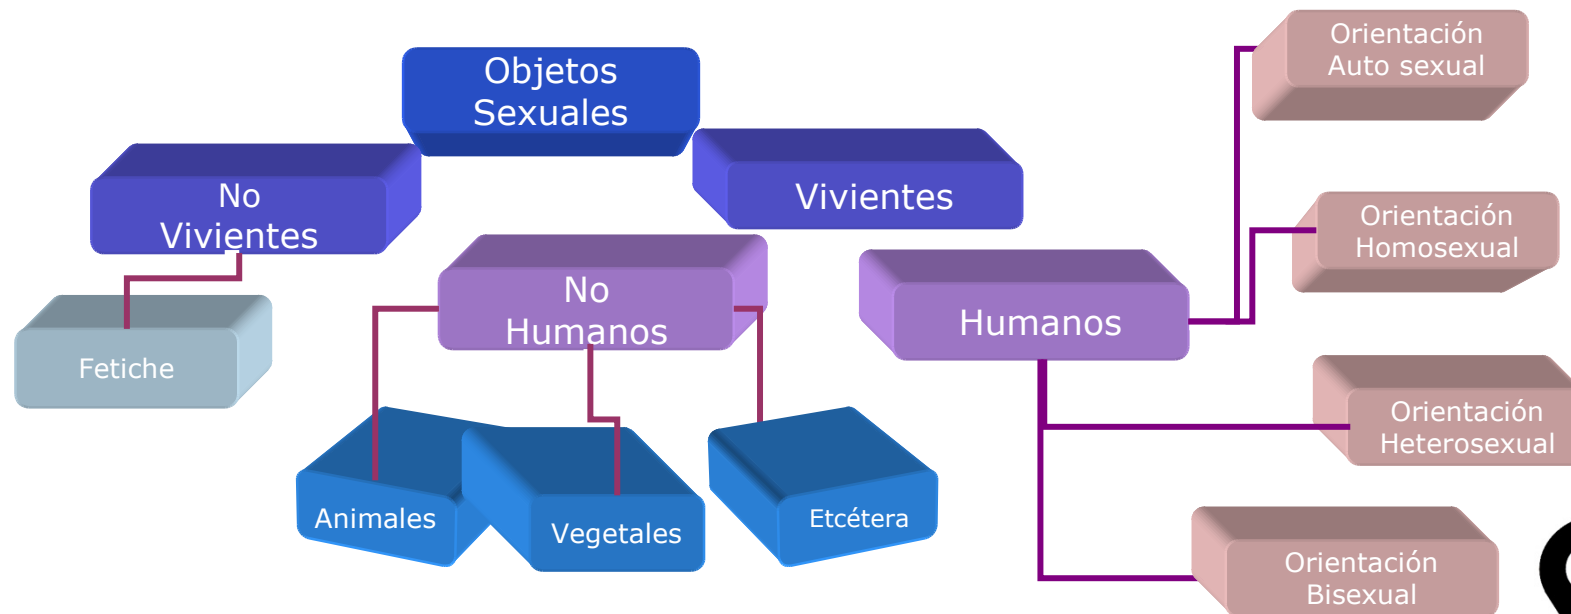 Objetos
Sexuales
No
Vivientes
Vivientes
Fetiche
No
Humanos
Humanos
Animales
Vegetales
Etcétera
Orientación
Auto sexual
Orientación
Homosexual
Orientación
Heterosexual
Orientación
Bisexual